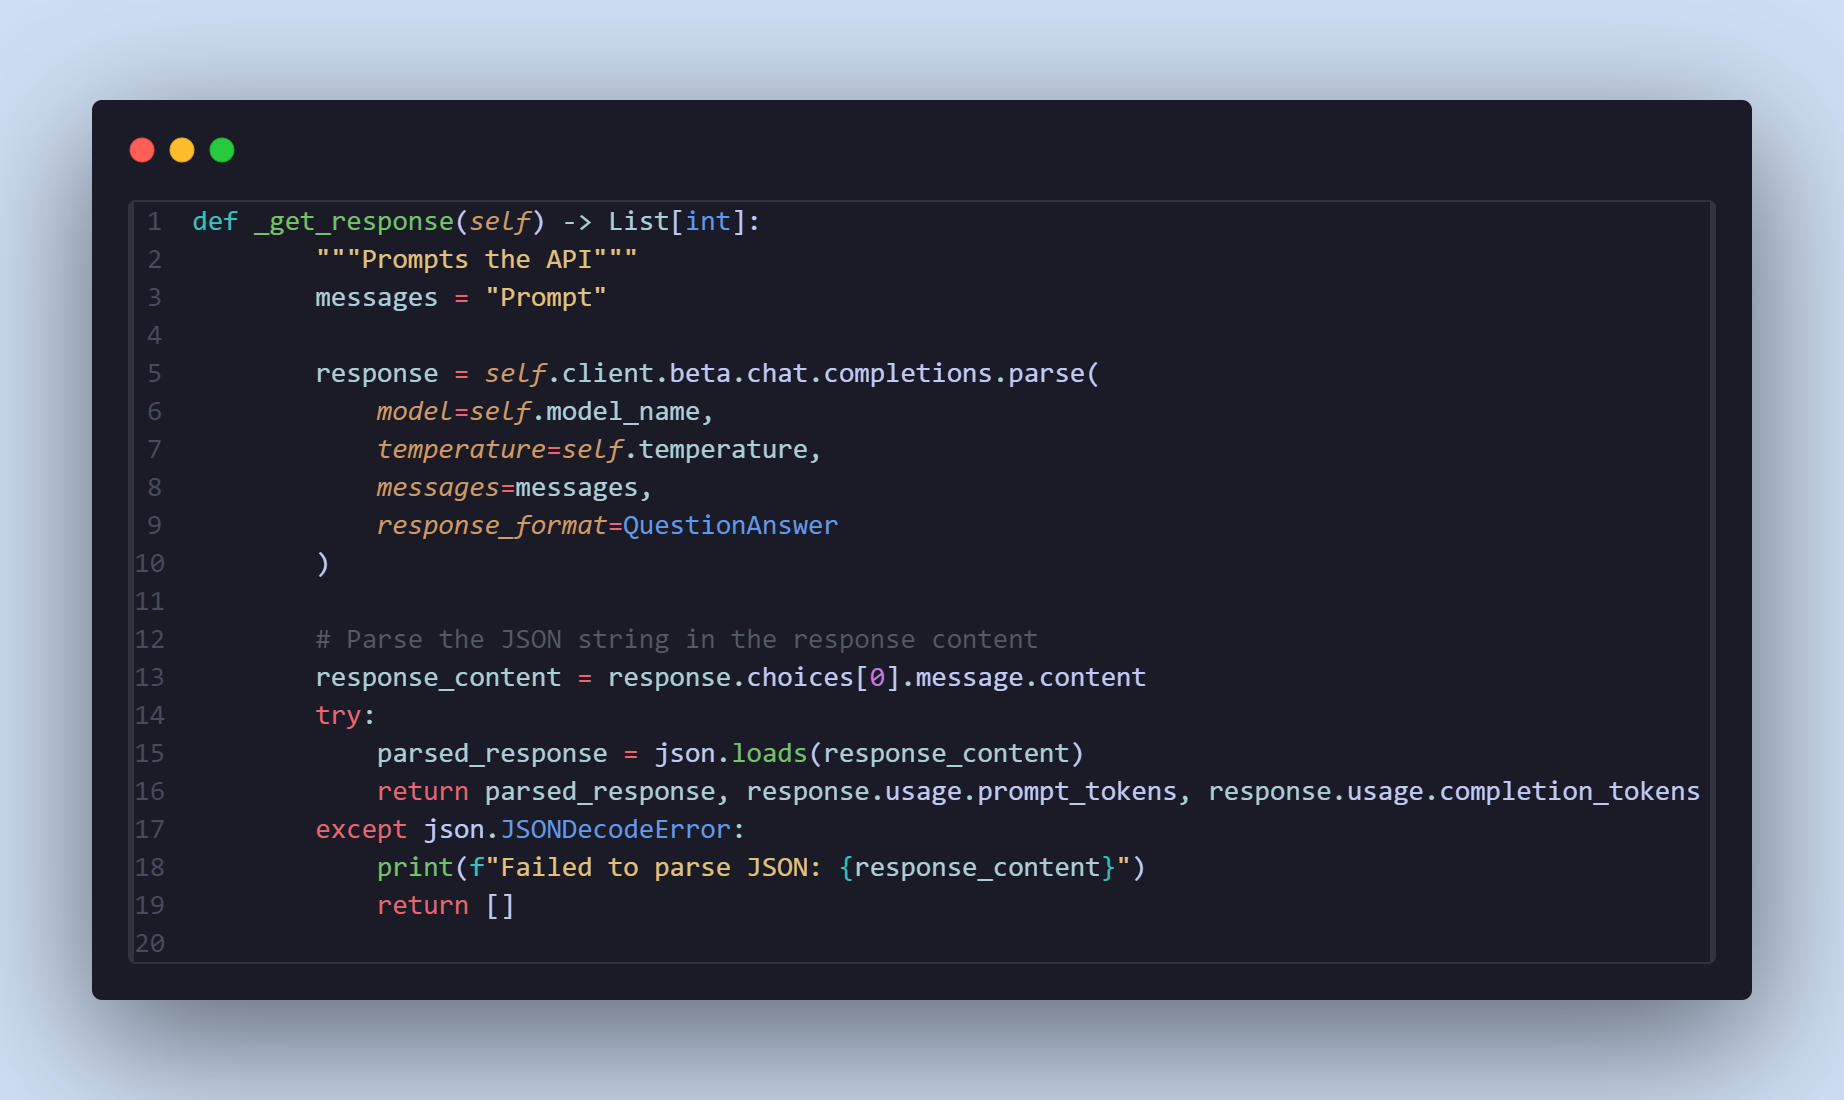 1 def _get_response(self) -> List[int]:
2         """Prompts the API"""
3         messages = "Prompt"
4
5         response = self.client.beta.chat.completions.parse(
6             model=self.model_name,
7             temperature=self.temperature,
8             messages=messages,
9             response_format=QuestionAnswer
10         )
11
12         # Parse the JSON string in the response content
13         response_content = response.choices[0].message.content
14         try:
15             parsed_response = json.loads(response_content)
16             return parsed_response, response.usage.prompt_tokens, response.usage.completion_tokens
17         except json.JSONDecodeError:
18             print(f"Failed to parse JSON: {response_content}")
19             return []
20